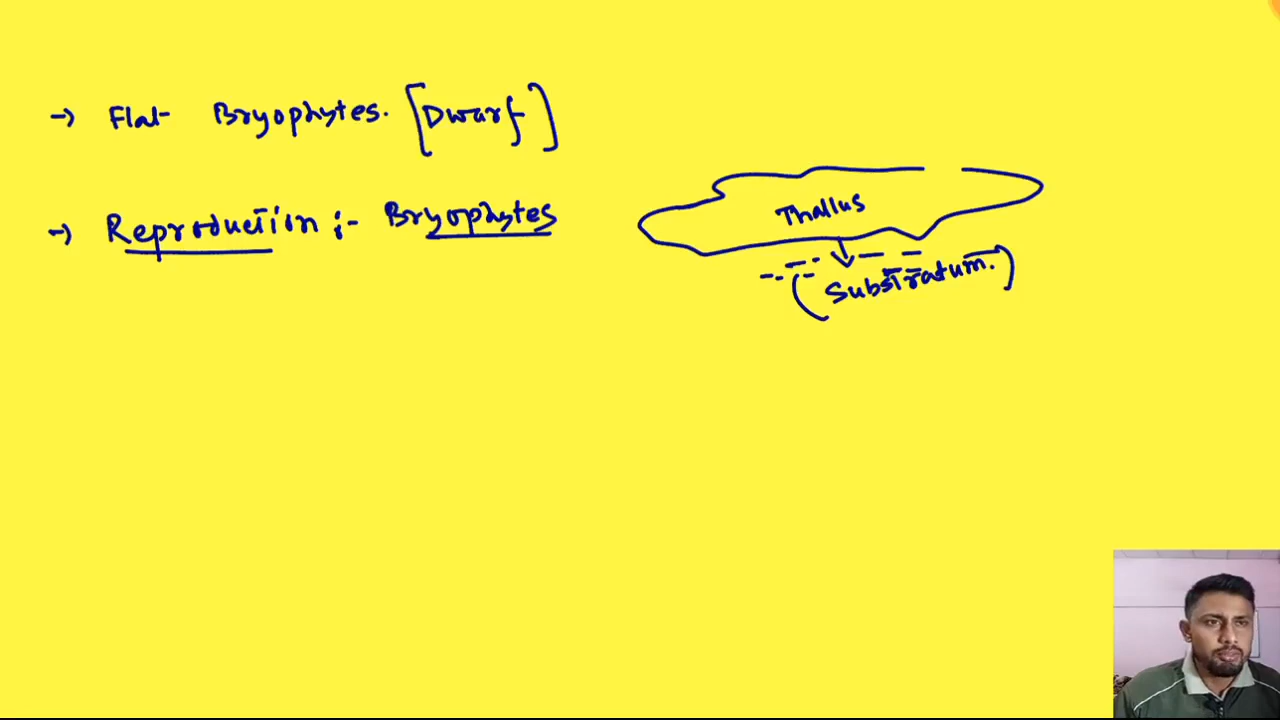 → Flat Bryophytes. [Dwarf]
→ Reproduction :- Bryophytes
Thallus
(Substratum.)